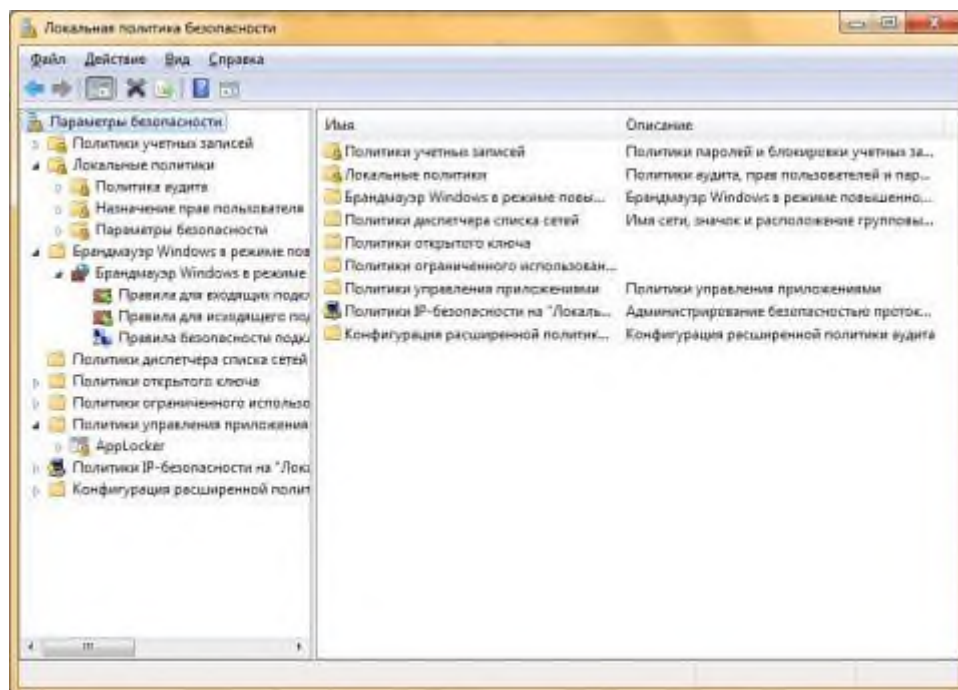 Локальная политика безопасности
Файл Действие Вид Справка
Параметры безопасности
Политики учетных записей
Локальные политики
Политика аудита
Назначение прав пользователя
Параметры безопасности
Брандмауэр Windows в режиме пов
Брандмауэр Windows в режиме
Правила для входящих подкл
Правила для исходящего под
Правила безопасности подкл
Политики диспетчера списка сетей
Политики открытого ключа
Политики ограниченного использо
Политики управления приложения
AppLocker
Политики IP-безопасности на "Лока
Конфигурация расширенной полит
Имя Описание
Политики учетных записей Политики паролей и блокировки учетных за...
Локальные политики Политики аудита, прав пользователей и пар...
Брандмауэр Windows в режиме повы... Брандмауэр Windows в режиме повышенно...
Политики диспетчера списка сетей Имя сети, значок и расположение групповы...
Политики открытого ключа
Политики ограниченного использован...
Политики управления приложениями Политики управления приложениями
Политики IP-безопасности на "Локаль... Администрирование безопасностью проток...
Конфигурация расширенной политик... Конфигурация расширенной политики аудита